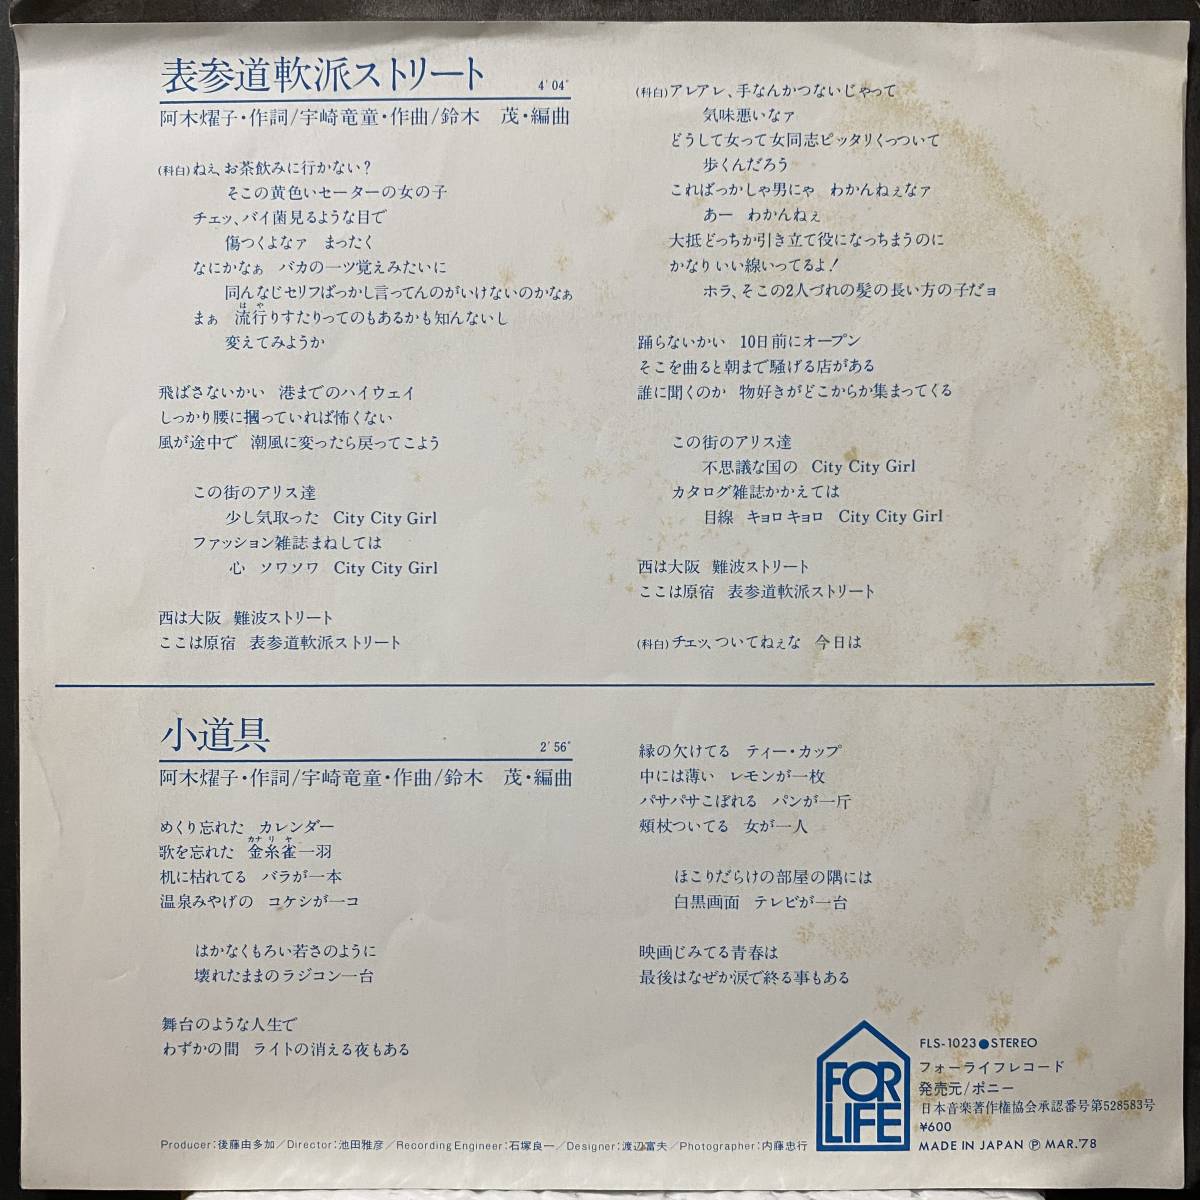 表参道軟派ストリート 4'04"
阿木燿子・作詞/宇崎竜童・作曲/鈴木 茂・編曲
(科白)ねぇ、お茶飲みに行かない?
そこの黄色いセーターの女の子
チェッ、バイ菌見るような目で
傷つくよなァ まったく
なにかなぁ バカの一ツ覚えみたいに
同んなじセリフばっかし言ってんのがいけないのかなぁ
まぁ 流行りすたりってのもあるかも知んないし
はや
変えてみようか
飛ばさないかい 港までのハイウェイ
しっかり腰に摑っていれば怖くない
風が途中で 潮風に変ったら戻ってこよう
この街のアリス達
少し気取った City City Girl
ファッション雑誌まねしては
心 ソワソワ City City Girl
西は大阪 難波ストリート
ここは原宿 表参道軟派ストリート
(科白)アレアレ、手なんかつないじゃって
気味悪いなァ
どうして女って女同志ピッタリくっついて
歩くんだろう
こればっかしゃ男にゃ わかんねぇなァ
あー わかんねぇ
大抵どっちか引き立て役になっちまうのに
かなりいい線いってるよ!
ホラ、そこの2人づれの髪の長い方の子だョ
踊らないかい 10日前にオープン
そこを曲ると朝まで騒げる店がある
誰に聞くのか 物好きがどこからか集まってくる
この街のアリス達
不思議な国の City City Girl
カタログ雑誌かかえては
目線 キョロキョロ City City Girl
西は大阪 難波ストリート
ここは原宿 表参道軟派ストリート
(科白)チェッ、ついてねぇな 今日は
小道具 2'56"
阿木燿子・作詞/宇崎竜童・作曲/鈴木 茂・編曲
めくり忘れた カレンダー
カナリヤ
歌を忘れた 金糸雀一羽
机に枯れてる バラが一本
温泉みやげの コケシが一コ
はかなくもろい若さのように
壊れたままのラジコン一台
舞台のような人生で
わずかの間 ライトの消える夜もある
縁の欠けてる ティー・カップ
中には薄い レモンが一枚
パサパサこぼれる パンが一斤
頬杖ついてる 女が一人
ほこりだらけの部屋の隅には
白黒画面 テレビが一台
映画じみてる青春は
最後はなぜか涙で終る事もある
FOR LIFE
FLS-1023●STEREO
フォーライフレコード
発売元/ポニー
日本音楽著作権協会承認番号第528583号
¥600
MADE IN JAPAN Ⓟ MAR.'78
Producer:後藤由多加/Director:池田雅彦/Recording Engineer:石塚良一/Designer:渡辺富夫/Photographer:内藤忠行